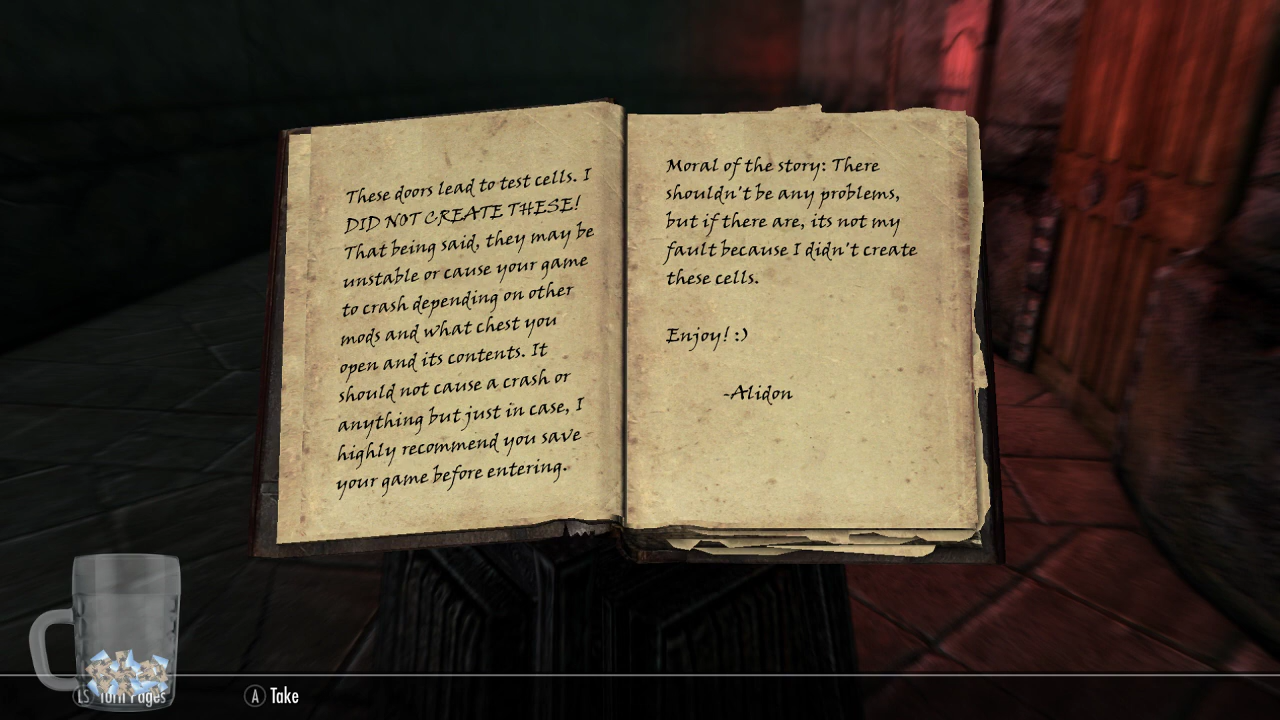 These doors lead to test cells. I
DID NOT CREATE THESE!
That being said, they may be
unstable or cause your game
to crash depending on other
mods and what chest you
open and its contents. It
should not cause a crash or
anything but just in case, I
highly recommend you save
your game before entering.
Moral of the story: There
shouldn't be any problems,
but if there are, its not my
fault because I didn't create
these cells.
Enjoy! :)
-Alidon
LS Turn Pages
A Take